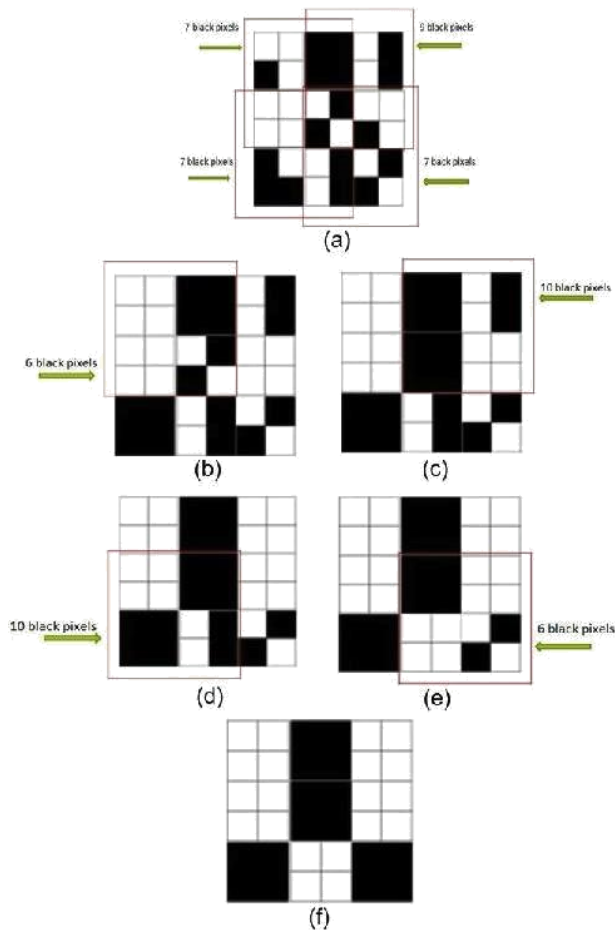 7 black pixels
9 black pixels
7 black pixels
7 back pixels
(a)
6 black pixels
10 black pixels
(b)
(c)
10 black pixels
6 black pixels
(d)
(e)
(f)